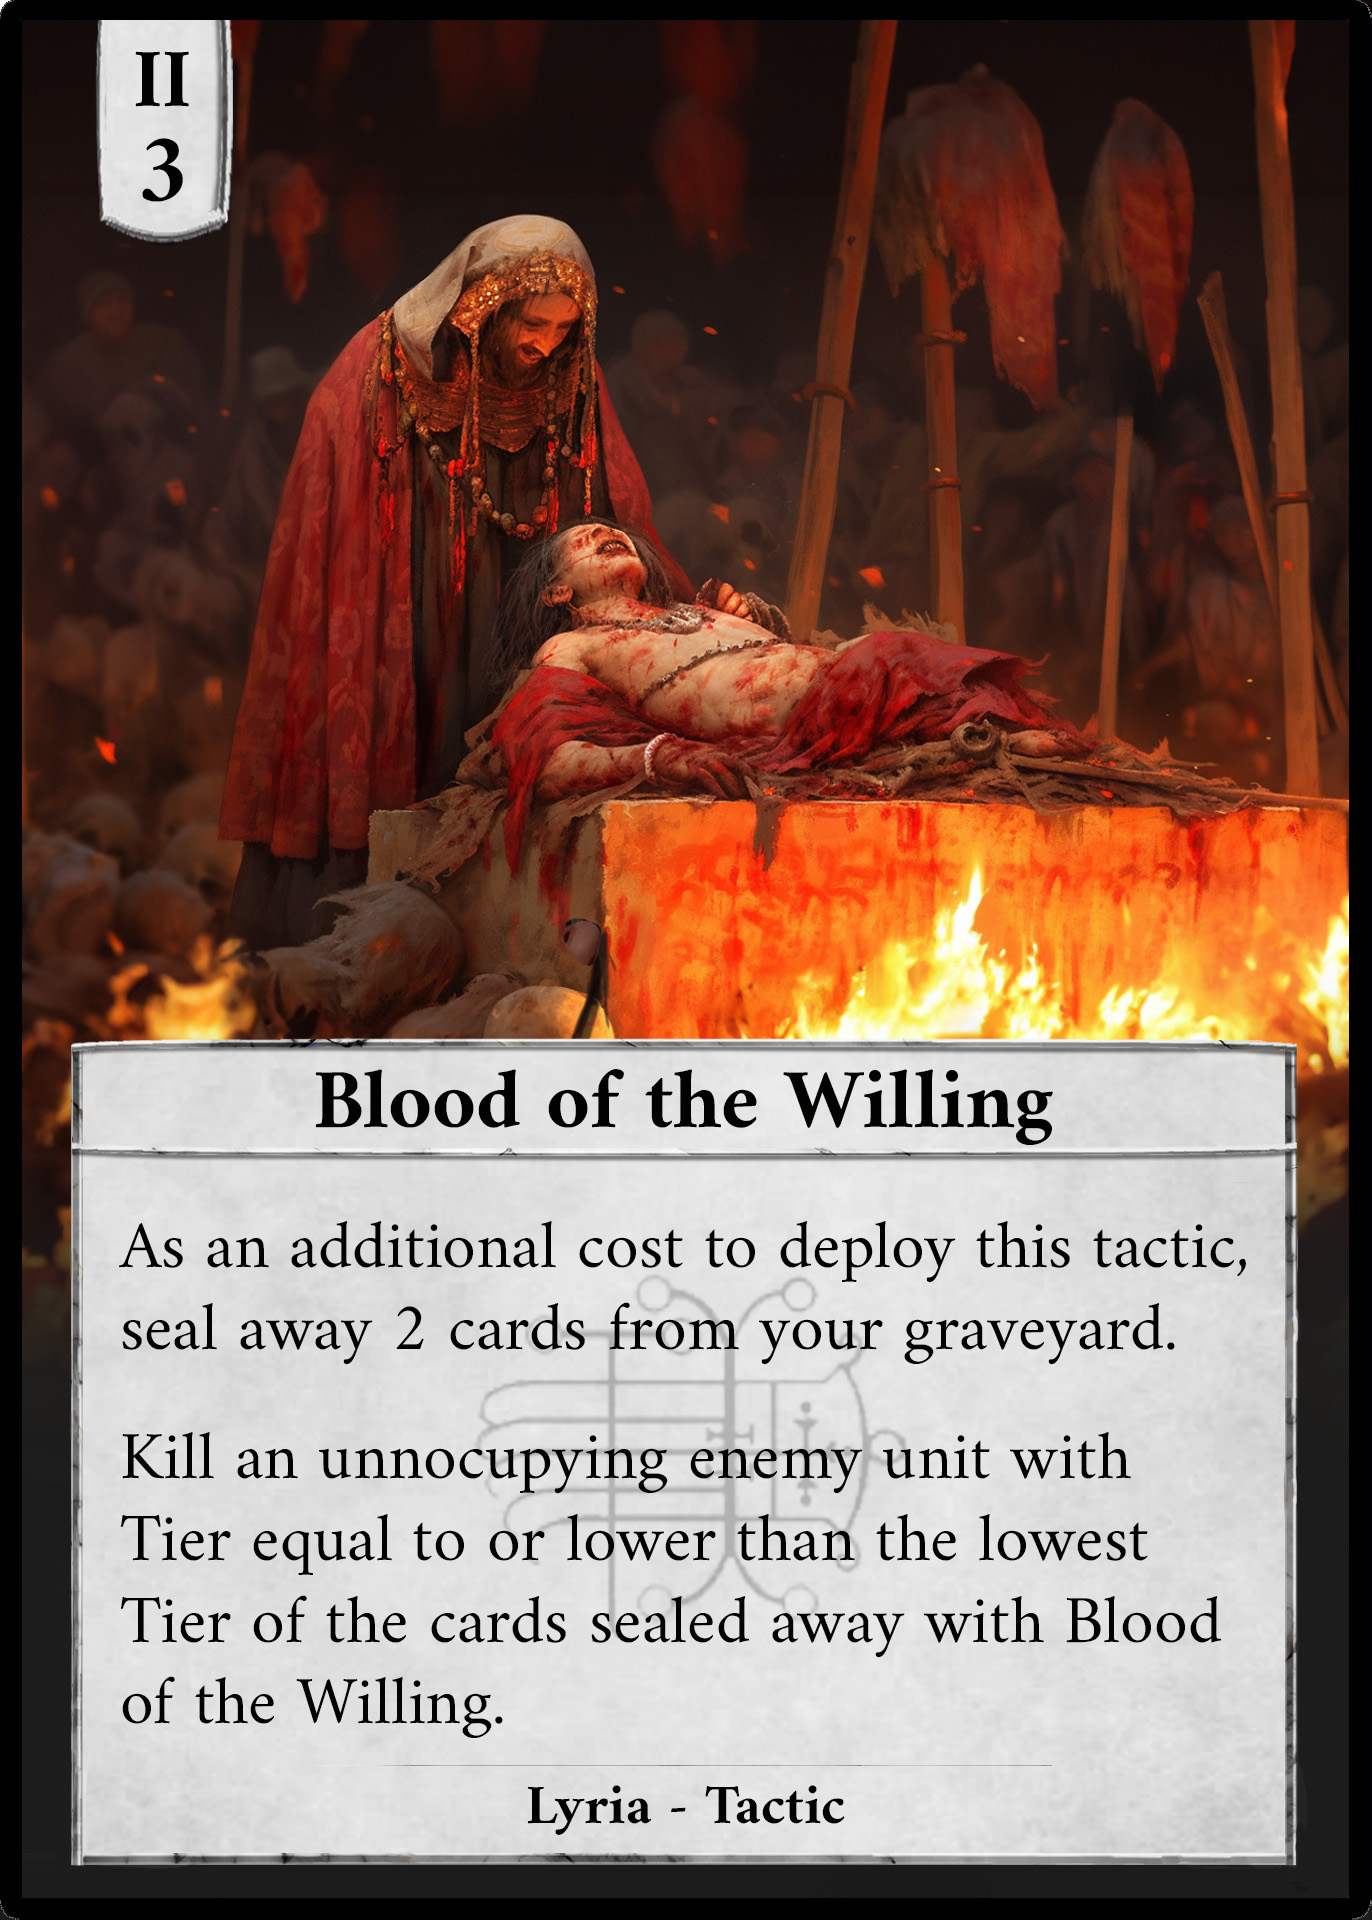 II
3
Blood of the Willing
As an additional cost to deploy this tactic,
seal away 2 cards from your graveyard.
Kill an unnocupying enemy unit with
Tier equal to or lower than the lowest
Tier of the cards sealed away with Blood
of the Willing.
Lyria - Tactic